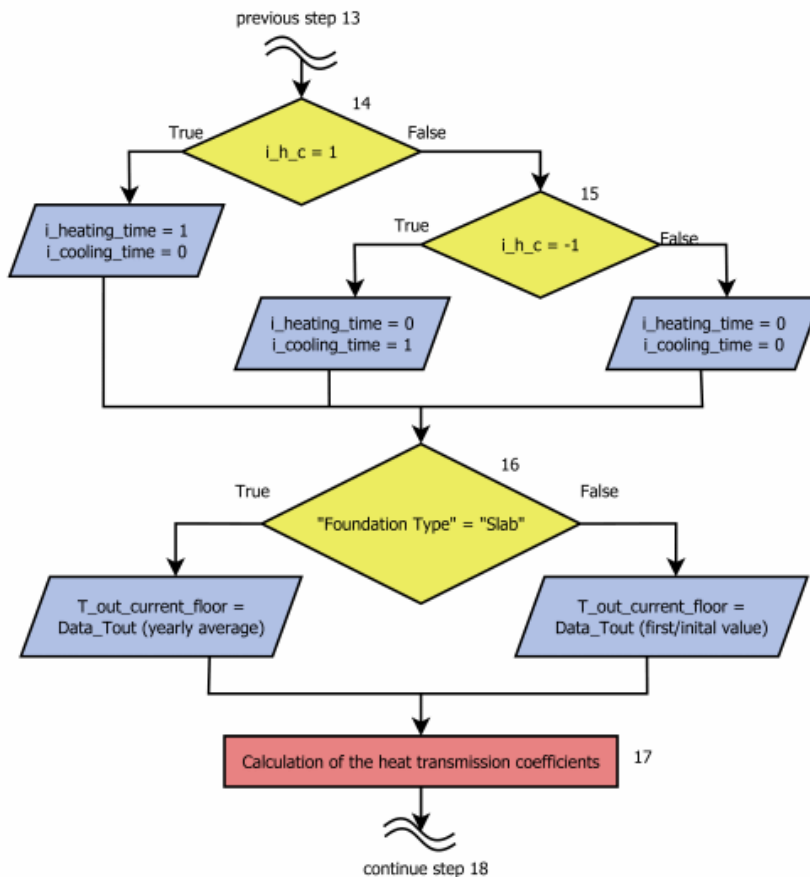 previous step 13
14
True
False
i_h_c = 1
15
i_heating_time = 1
i_cooling_time = 0
True
False
i_h_c = -1
i_heating_time = 0
i_cooling_time = 1
i_heating_time = 0
i_cooling_time = 0
16
True
False
"Foundation Type" = "Slab"
T_out_current_floor =
Data_Tout (yearly average)
T_out_current_floor =
Data_Tout (first/inital value)
Calculation of the heat transmission coefficients
17
continue step 18